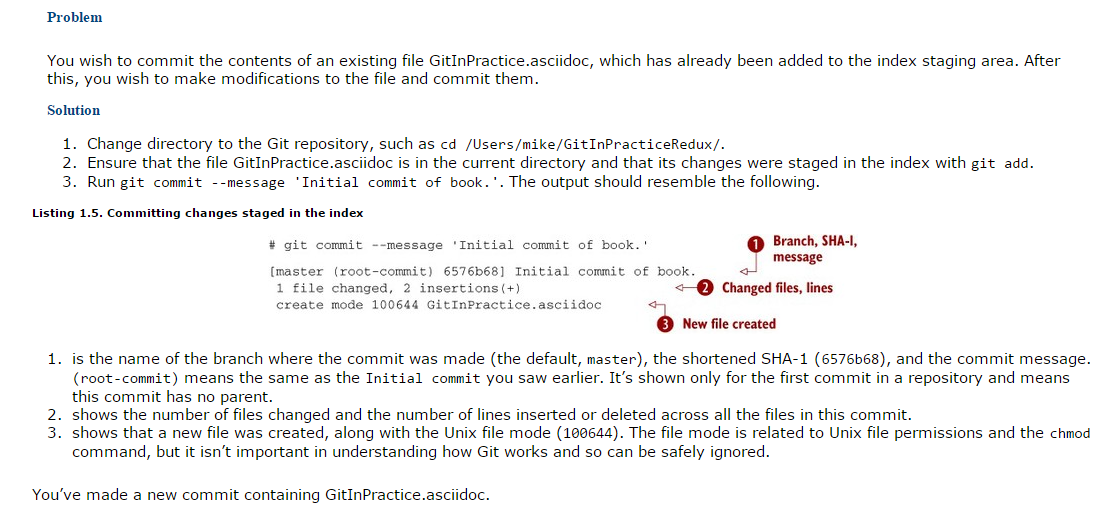 Problem
You wish to commit the contents of an existing file GitInPractice.asciidoc, which has already been added to the index staging area. After
this, you wish to make modifications to the file and commit them.
Solution
1. Change directory to the Git repository, such as cd /Users/mike/GitInPracticeRedux/.
2. Ensure that the file GitInPractice.asciidoc is in the current directory and that its changes were staged in the index with git add.
3. Run git commit --message 'Initial commit of book.'. The output should resemble the following.
Listing 1.5. Committing changes staged in the index
# git commit --message 'Initial commit of book.'
1 Branch, SHA-I,
message
[master (root-commit) 6576b68] Initial commit of book.
1 file changed, 2 insertions(+)
2 Changed files, lines
create mode 100644 GitInPractice.asciidoc
3 New file created
1. is the name of the branch where the commit was made (the default, master), the shortened SHA-1 (6576b68), and the commit message.
(root-commit) means the same as the Initial commit you saw earlier. It’s shown only for the first commit in a repository and means
this commit has no parent.
2. shows the number of files changed and the number of lines inserted or deleted across all the files in this commit.
3. shows that a new file was created, along with the Unix file mode (100644). The file mode is related to Unix file permissions and the chmod
command, but it isn’t important in understanding how Git works and so can be safely ignored.
You’ve made a new commit containing GitInPractice.asciidoc.